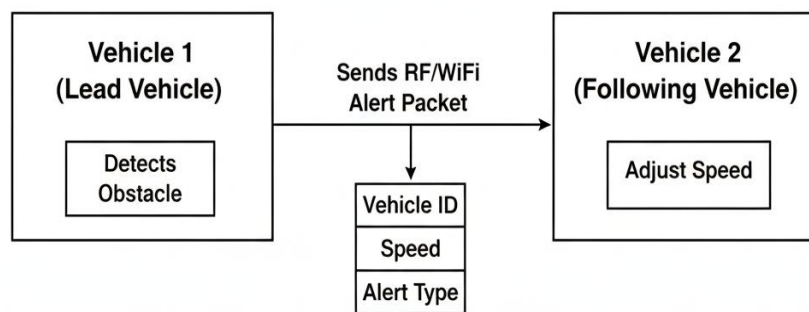 Vehicle 1
(Lead Vehicle)
Detects
Obstacle
Sends RF/WiFi
Alert Packet
Vehicle ID
Speed
Alert Type
Vehicle 2
(Following Vehicle)
Adjust Speed